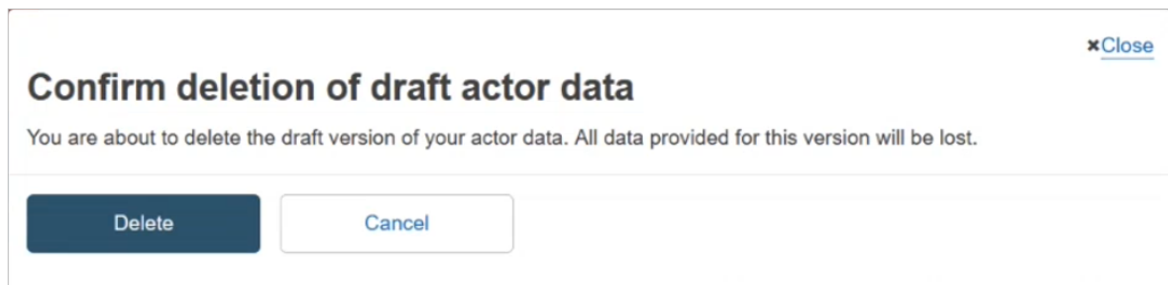 ✖Close
Confirm deletion of draft actor data
You are about to delete the draft version of your actor data. All data provided for this version will be lost.
Delete
Cancel